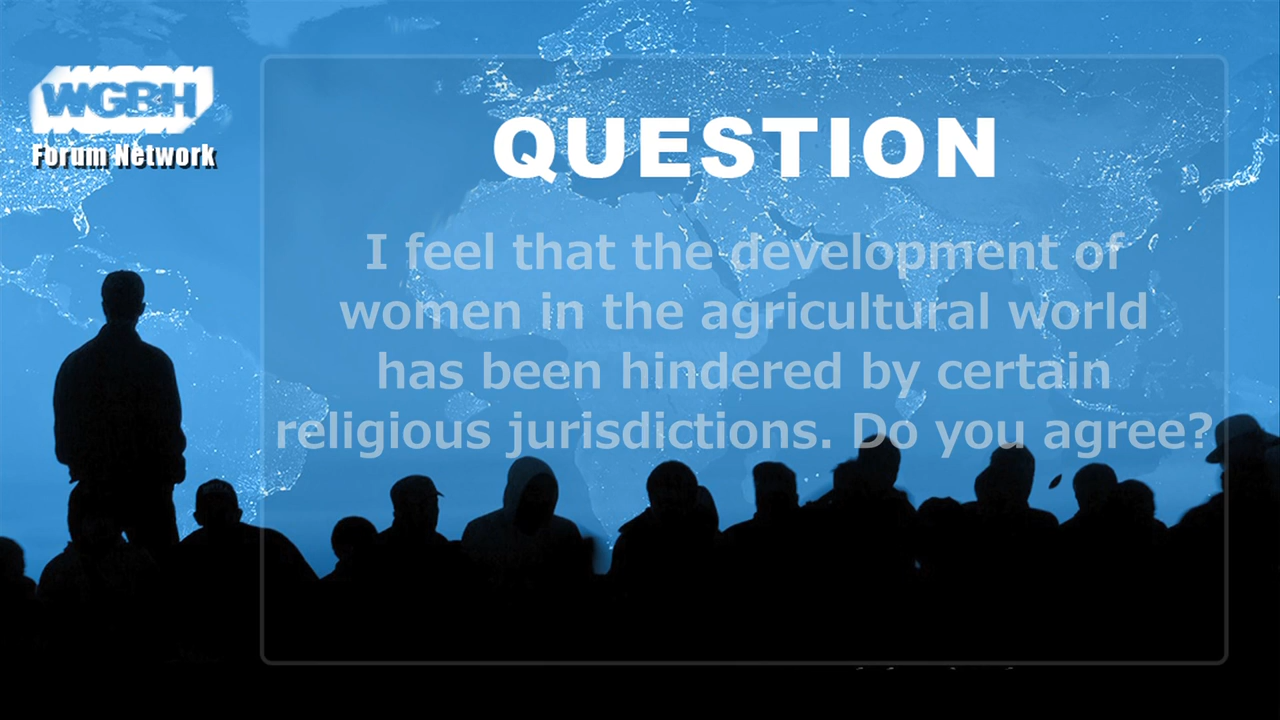 WGBH
Forum Network
QUESTION
I feel that the development of
women in the agricultural world
has been hindered by certain
religious jurisdictions. Do you agree?